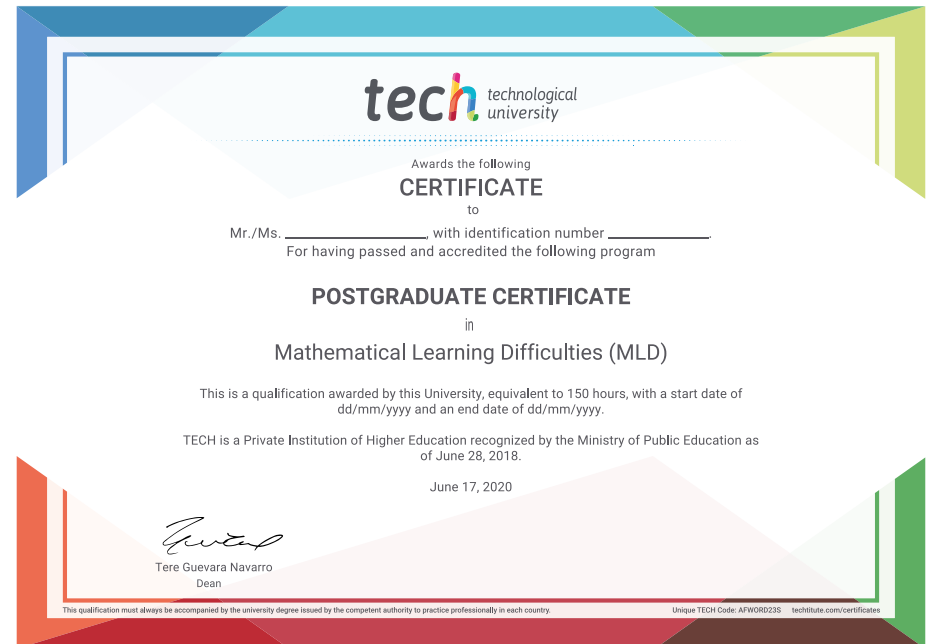 tech technological
university
Awards the following
CERTIFICATE
to
Mr./Ms. ____________________, with identification number ______________.
For having passed and accredited the following program
POSTGRADUATE CERTIFICATE
in
Mathematical Learning Difficulties (MLD)
This is a qualification awarded by this University, equivalent to 150 hours, with a start date of
dd/mm/yyyy and an end date of dd/mm/yyyy.
TECH is a Private Institution of Higher Education recognized by the Ministry of Public Education as
of June 28, 2018.
June 17, 2020
Tere Guevara Navarro
Dean
This qualification must always be accompanied by the university degree issued by the competent authority to practice professionally in each country. Unique TECH Code: AFWORD23S techtitute.com/certificates